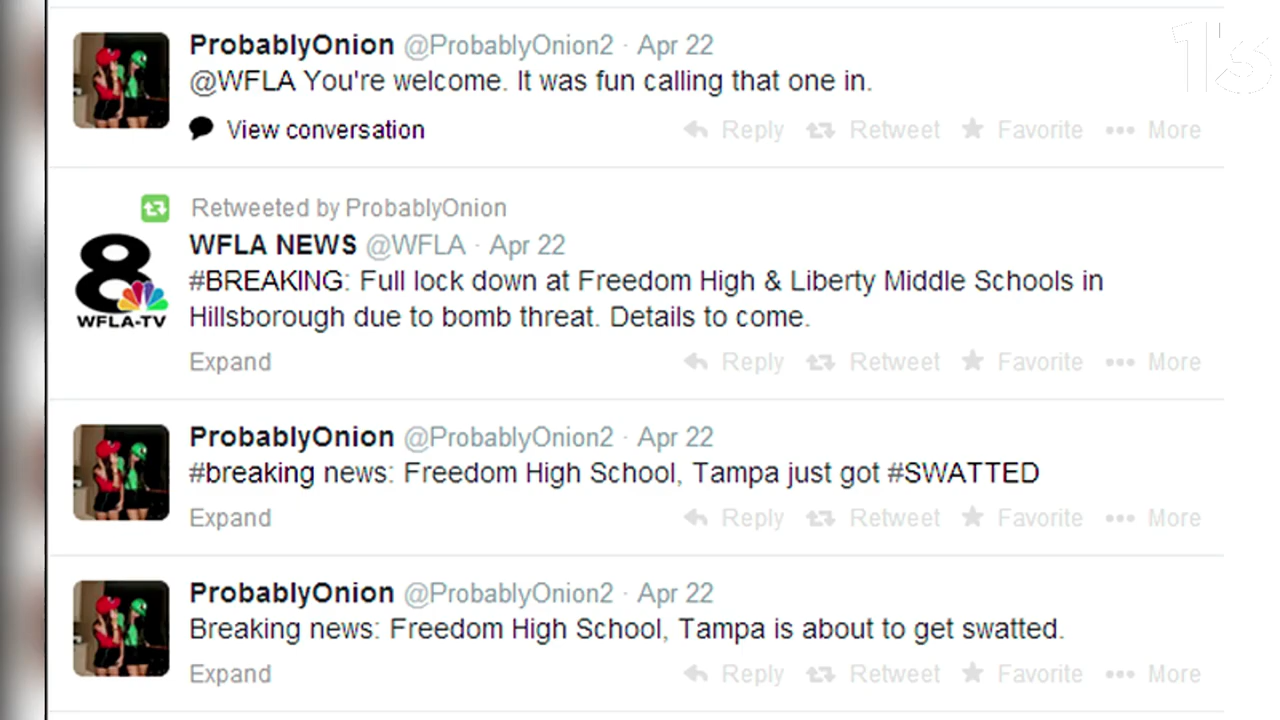 ProbablyOnion @ProbablyOnion2 · Apr 22
@WFLA You're welcome. It was fun calling that one in.
View conversation Reply Retweet Favorite More
13
Retweeted by ProbablyOnion
WFLA NEWS @WFLA · Apr 22
#BREAKING: Full lock down at Freedom High & Liberty Middle Schools in
Hillsborough due to bomb threat. Details to come.
8
WFLA-TV
Expand Reply Retweet Favorite More
ProbablyOnion @ProbablyOnion2 · Apr 22
#breaking news: Freedom High School, Tampa just got #SWATTED
Expand Reply Retweet Favorite More
ProbablyOnion @ProbablyOnion2 · Apr 22
Breaking news: Freedom High School, Tampa is about to get swatted.
Expand Reply Retweet Favorite More